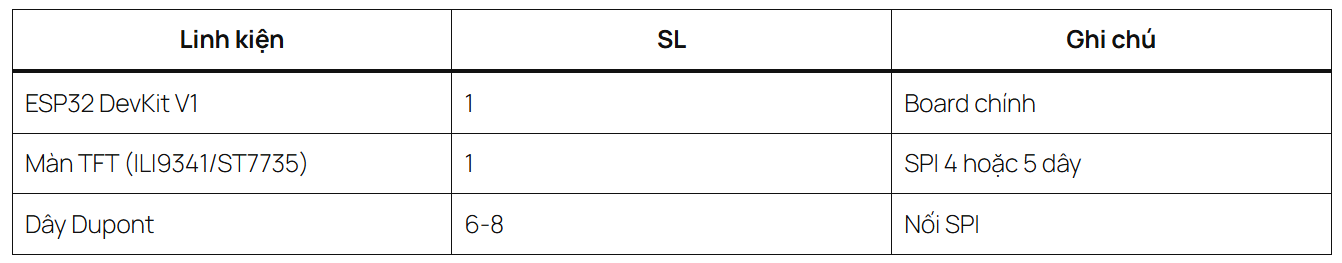 Linh kiện SL Ghi chú
ESP32 DevKit V1 1 Board chính
Màn TFT (ILI9341/ST7735) 1 SPI 4 hoặc 5 dây
Dây Dupont 6-8 Nối SPI